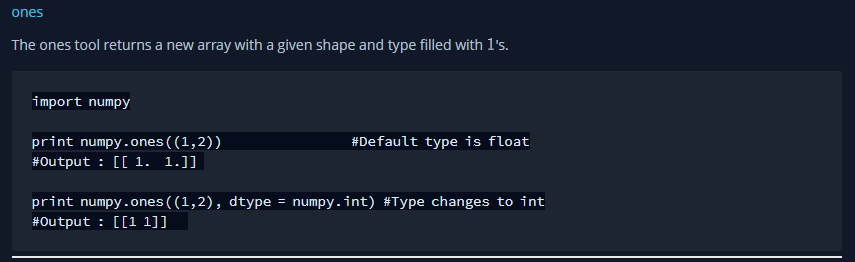 ones
The ones tool returns a new array with a given shape and type filled with 1's.
import numpy
print numpy.ones((1,2))                #Default type is float
#Output : [[ 1.  1.]]
print numpy.ones((1,2), dtype = numpy.int) #Type changes to int
#Output : [[1 1]]